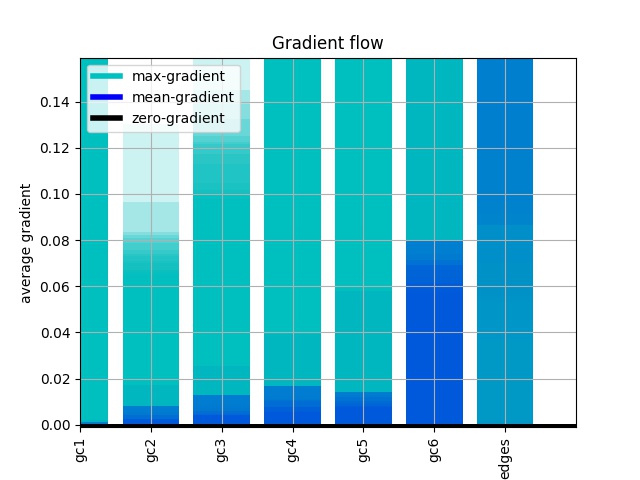 Gradient flow
max-gradient
mean-gradient
zero-gradient
average gradient
0.14
0.12
0.10
0.08
0.06
0.04
0.02
0.00
gc1
gc2
gc3
gc4
gc5
gc6
edges